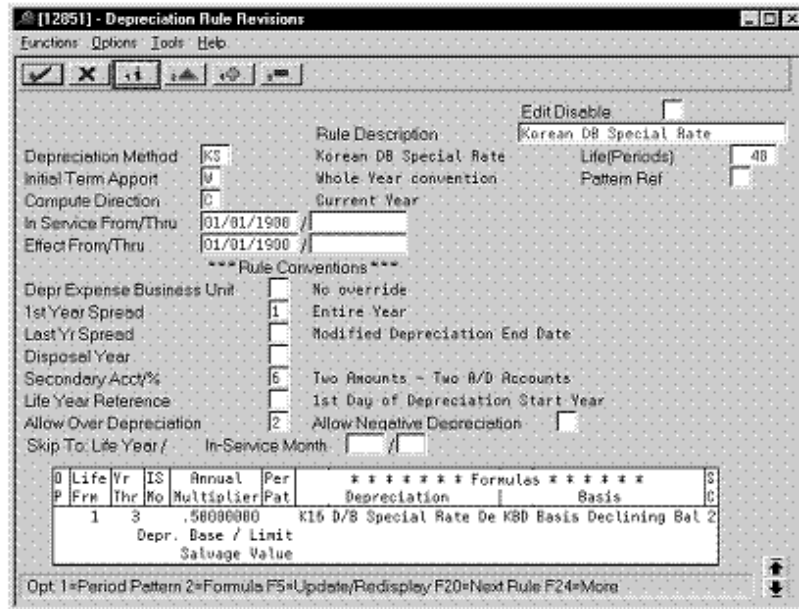 [12851] - Depreciation Rule Revisions
Functions Options Tools Help
Edit Disable
Rule Description Korean DB Special Rate
Depreciation Method KS Korean DB Special Rate Life(Periods) 48
Initial Term Apport W Whole Year convention Pattern Ref
Compute Direction C Current Year
In Service From/Thru 01/01/1900 /
Effect From/Thru 01/01/1900 /
***Rule Conventions***
Depr Expense Business Unit No override
1st Year Spread 1 Entire Year
Last Yr Spread Modified Depreciation End Date
Disposal Year
Secondary Acct/% 6 Two Amounts - Two A/D Accounts
Life Year Reference 1st Day of Depreciation Start Year
Allow Over Depreciation 2 Allow Negative Depreciation
Skip To: Life Year / In-Service Month /
O Life Yr IS Annual Per * * * * * * * Formulas * * * * * * S
P Frm Thr Mo Multiplier Pat Depreciation Basis C
1 3 .50000000 K16 D/B Special Rate De KBD Basis Declining Bal 2
Depr. Base / Limit
Salvage Value
Opt: 1=Period Pattern 2=Formula F5=Update/Redisplay F20=Next Rule F24=More